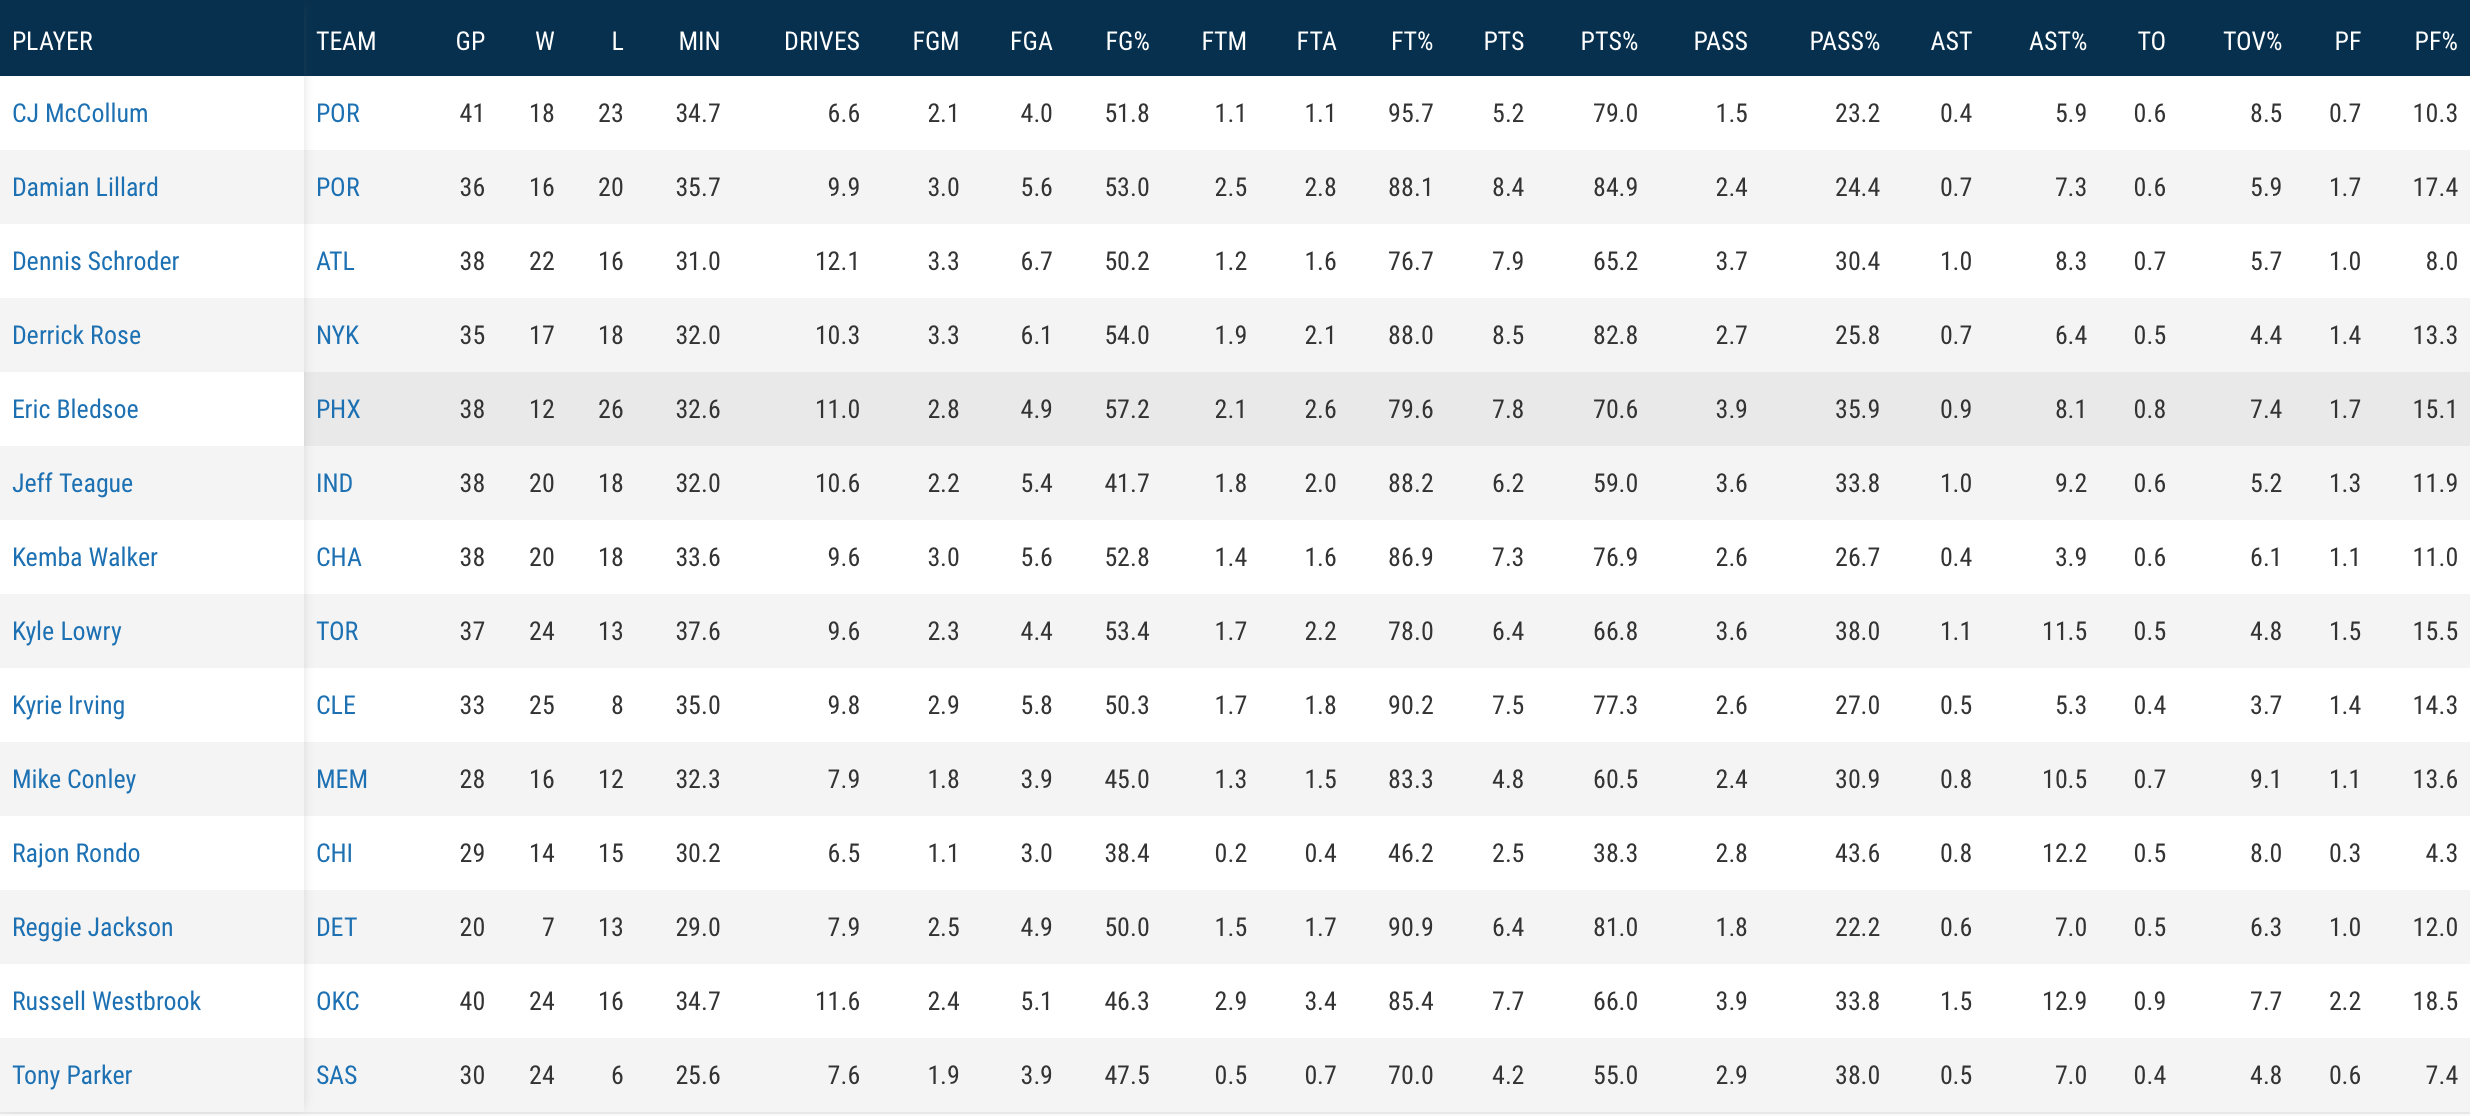 PLAYER TEAM GP W L MIN DRIVES FGM FGA FG% FTM FTA FT% PTS PTS% PASS PASS% AST AST% TO TOV% PF PF%
CJ McCollum POR 41 18 23 34.7 6.6 2.1 4.0 51.8 1.1 1.1 95.7 5.2 79.0 1.5 23.2 0.4 5.9 0.6 8.5 0.7 10.3
Damian Lillard POR 36 16 20 35.7 9.9 3.0 5.6 53.0 2.5 2.8 88.1 8.4 84.9 2.4 24.4 0.7 7.3 0.6 5.9 1.7 17.4
Dennis Schroder ATL 38 22 16 31.0 12.1 3.3 6.7 50.2 1.2 1.6 76.7 7.9 65.2 3.7 30.4 1.0 8.3 0.7 5.7 1.0 8.0
Derrick Rose NYK 35 17 18 32.0 10.3 3.3 6.1 54.0 1.9 2.1 88.0 8.5 82.8 2.7 25.8 0.7 6.4 0.5 4.4 1.4 13.3
Eric Bledsoe PHX 38 12 26 32.6 11.0 2.8 4.9 57.2 2.1 2.6 79.6 7.8 70.6 3.9 35.9 0.9 8.1 0.8 7.4 1.7 15.1
Jeff Teague IND 38 20 18 32.0 10.6 2.2 5.4 41.7 1.8 2.0 88.2 6.2 59.0 3.6 33.8 1.0 9.2 0.6 5.2 1.3 11.9
Kemba Walker CHA 38 20 18 33.6 9.6 3.0 5.6 52.8 1.4 1.6 86.9 7.3 76.9 2.6 26.7 0.4 3.9 0.6 6.1 1.1 11.0
Kyle Lowry TOR 37 24 13 37.6 9.6 2.3 4.4 53.4 1.7 2.2 78.0 6.4 66.8 3.6 38.0 1.1 11.5 0.5 4.8 1.5 15.5
Kyrie Irving CLE 33 25 8 35.0 9.8 2.9 5.8 50.3 1.7 1.8 90.2 7.5 77.3 2.6 27.0 0.5 5.3 0.4 3.7 1.4 14.3
Mike Conley MEM 28 16 12 32.3 7.9 1.8 3.9 45.0 1.3 1.5 83.3 4.8 60.5 2.4 30.9 0.8 10.5 0.7 9.1 1.1 13.6
Rajon Rondo CHI 29 14 15 30.2 6.5 1.1 3.0 38.4 0.2 0.4 46.2 2.5 38.3 2.8 43.6 0.8 12.2 0.5 8.0 0.3 4.3
Reggie Jackson DET 20 7 13 29.0 7.9 2.5 4.9 50.0 1.5 1.7 90.9 6.4 81.0 1.8 22.2 0.6 7.0 0.5 6.3 1.0 12.0
Russell Westbrook OKC 40 24 16 34.7 11.6 2.4 5.1 46.3 2.9 3.4 85.4 7.7 66.0 3.9 33.8 1.5 12.9 0.9 7.7 2.2 18.5
Tony Parker SAS 30 24 6 25.6 7.6 1.9 3.9 47.5 0.5 0.7 70.0 4.2 55.0 2.9 38.0 0.5 7.0 0.4 4.8 0.6 7.4